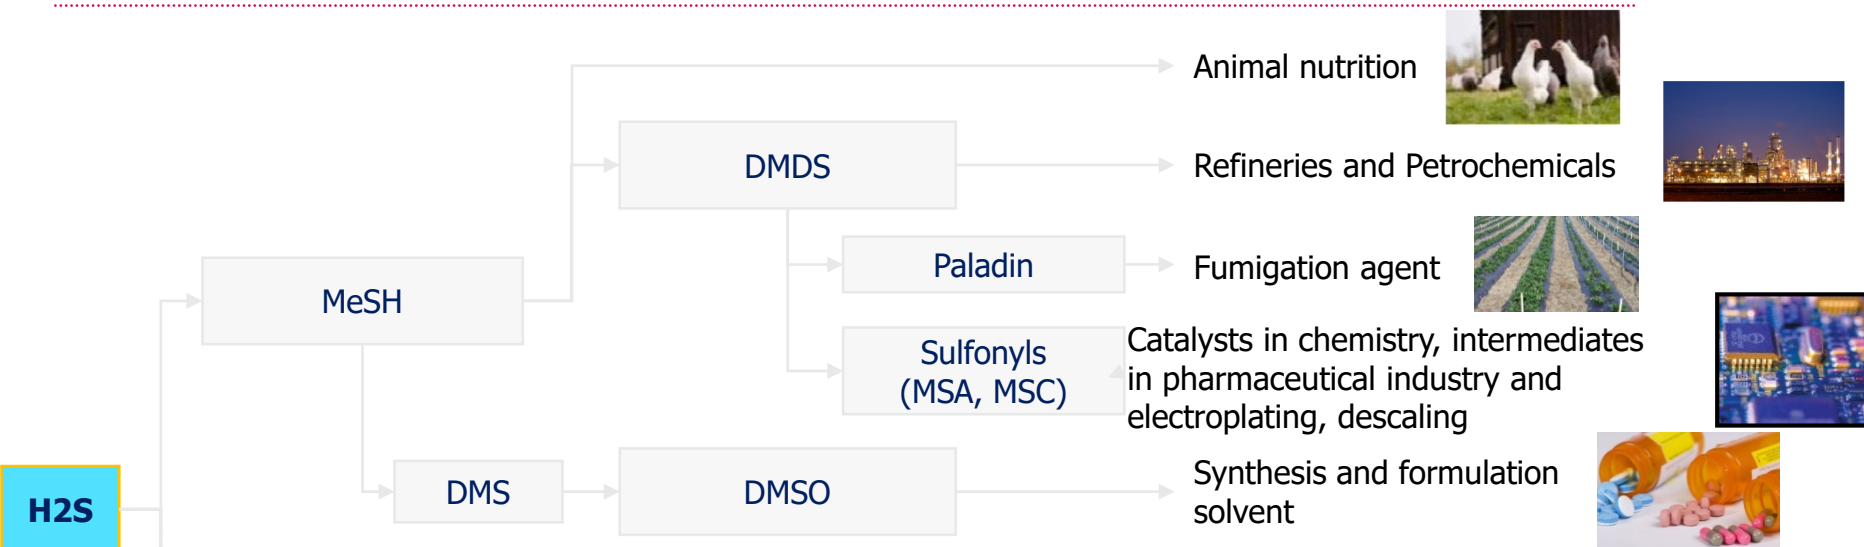 Animal nutrition
DMDS
Refineries and Petrochemicals
Paladin
Fumigation agent
MeSH
Sulfonyls
(MSA, MSC)
Catalysts in chemistry, intermediates
in pharmaceutical industry and
electroplating, descaling
DMS
DMSO
Synthesis and formulation
solvent
H2S